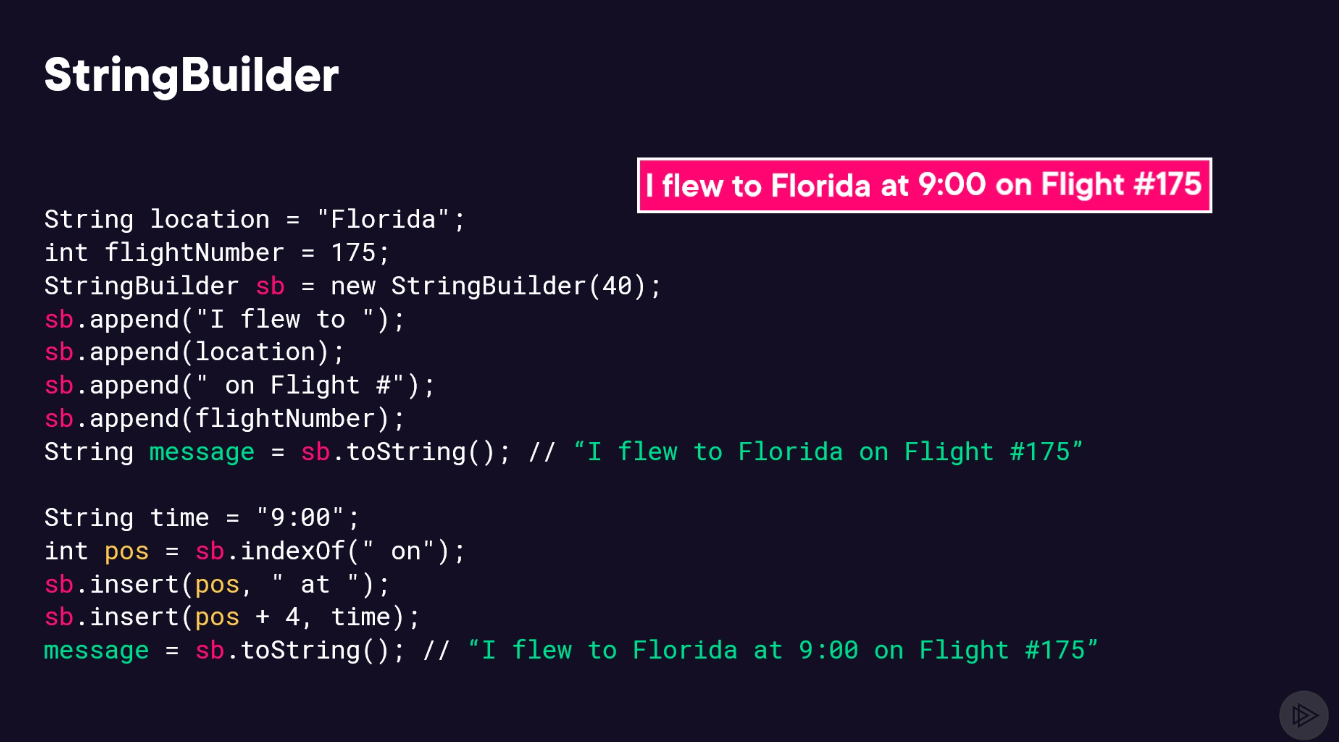 StringBuilder
I flew to Florida at 9:00 on Flight #175
String location = "Florida";
int flightNumber = 175;
StringBuilder sb = new StringBuilder(40);
sb.append("I flew to ");
sb.append(location);
sb.append(" on Flight #");
sb.append(flightNumber);
String message = sb.toString(); // “I flew to Florida on Flight #175”
String time = "9:00";
int pos = sb.indexOf(" on");
sb.insert(pos, " at ");
sb.insert(pos + 4, time);
message = sb.toString(); // “I flew to Florida at 9:00 on Flight #175”